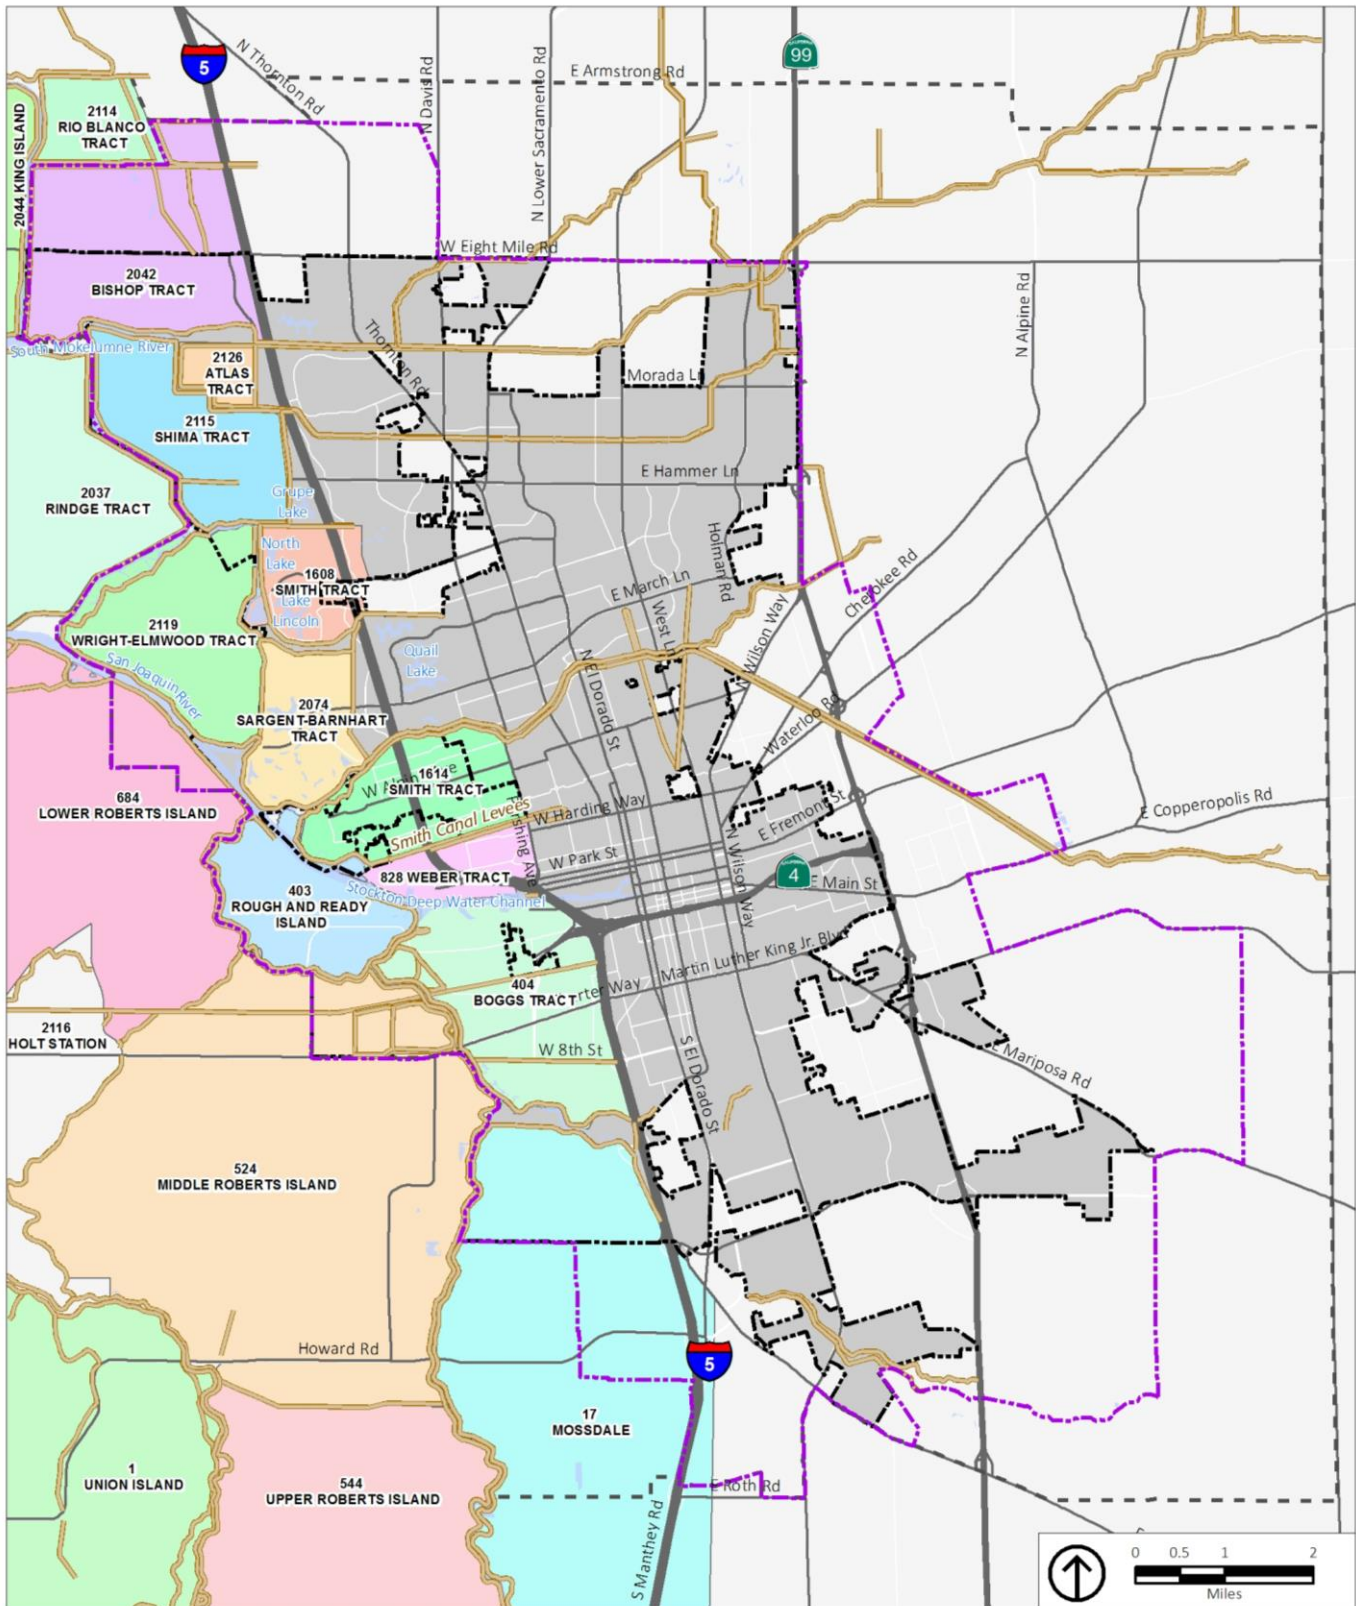 5
N Thornton Rd
N Davis Rd
N Lower Sacramento Rd
E Armstrong Rd
CALIFORNIA
99
2044 KING ISLAND
2114
RIO BLANCO
TRACT
W Eight Mile Rd
2042
BISHOP TRACT
N Alpine Rd
South Mokelumne River
2126
ATLAS
TRACT
Thornton Rd
Morada Ln
2115
SHIMA TRACT
E Hammer Ln
2037
RINDGE TRACT
Grupe
Lake
North
Lake
Holman Rd
Cherokee Rd
1608
SMITH TRACT
Lake
Lincoln
E March Ln
West Ln
N Wilson Way
2119
WRIGHT-ELMWOOD TRACT
San Joaquin River
Quail
Lake
N El Dorado St
2074
SARGENT-BARNHART
TRACT
Waterloo Rd
1614
SMITH TRACT
W Alpine Ave
684
LOWER ROBERTS ISLAND
Smith Canal Levees
Pershing Ave
W Harding Way
E Fremont St
E Copperopolis Rd
W Park St
N Wilson Way
CALIFORNIA
4
E Main St
828 WEBER TRACT
Stockton Deep Water Channel
403
ROUGH AND READY
ISLAND
Martin Luther King Jr. Blvd
404
BOGGS TRACT
rter Way
2116
HOLT STATION
W 8th St
S El Dorado St
E Mariposa Rd
524
MIDDLE ROBERTS ISLAND
Howard Rd
5
17
MOSSDALE
1
UNION ISLAND
544
UPPER ROBERTS ISLAND
E Roth Rd
S Manthey Rd
0 0.5 1 2
Miles